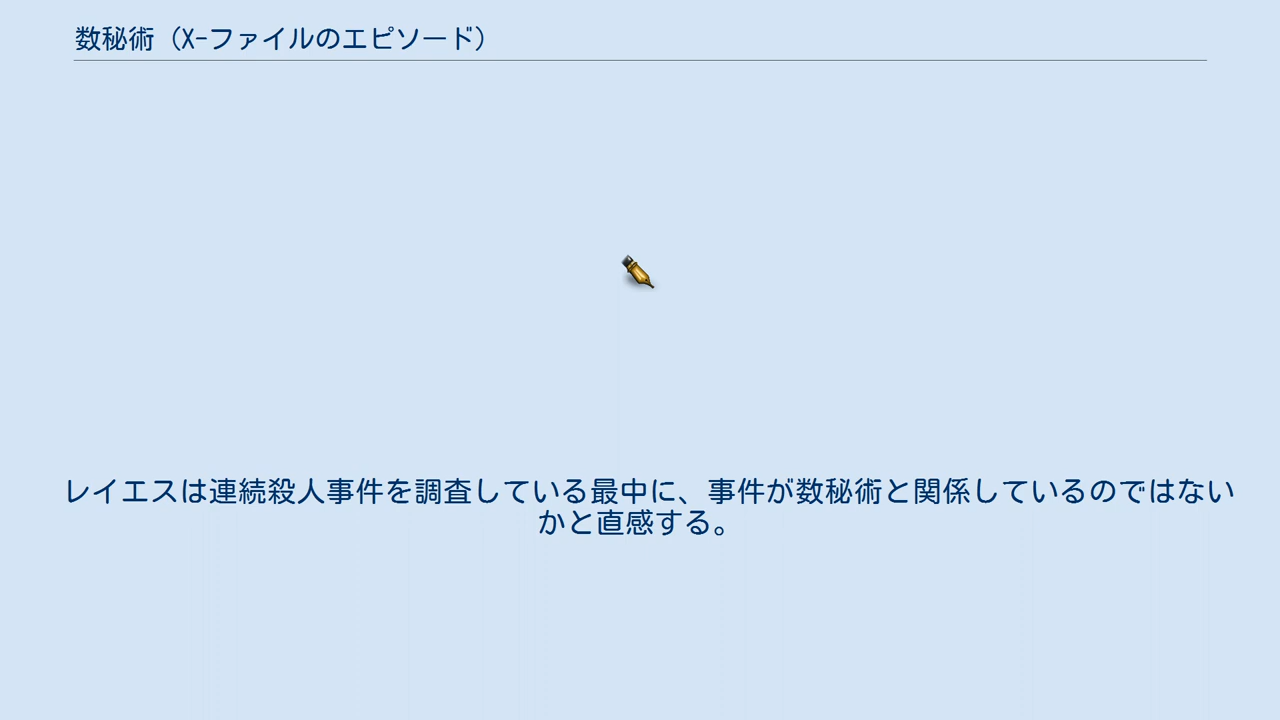 数秘術（X-ファイルのエピソード）
レイエスは連続殺人事件を調査している最中に、事件が数秘術と関係しているのではない
かと直感する。